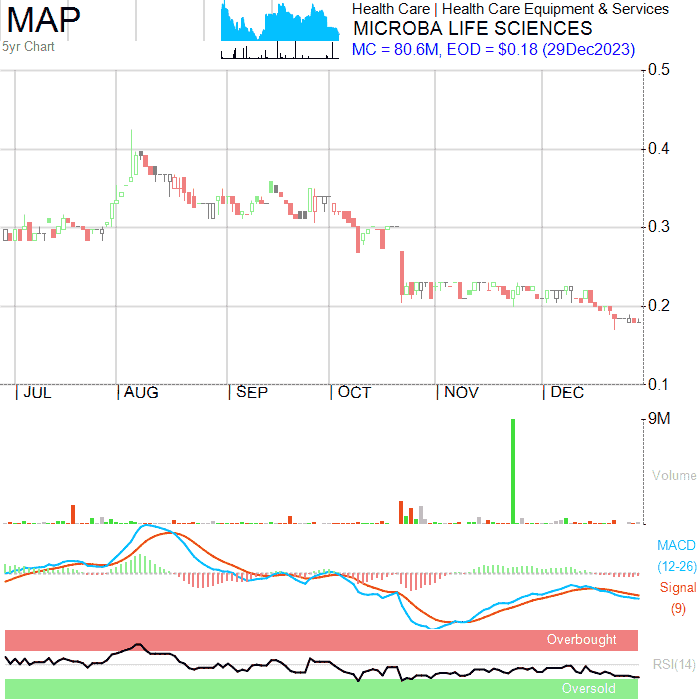 MAP
5yr Chart
Health Care | Health Care Equipment & Services
MICROBA LIFE SCIENCES
MC = 80.6M, EOD = $0.18 (29Dec2023)
0.5
0.4
0.3
0.2
0.1
| JUL | AUG | SEP | OCT | NOV | DEC
9M
Volume
MACD
(12-26)
Signal
(9)
Overbought
RSI(14)
Oversold